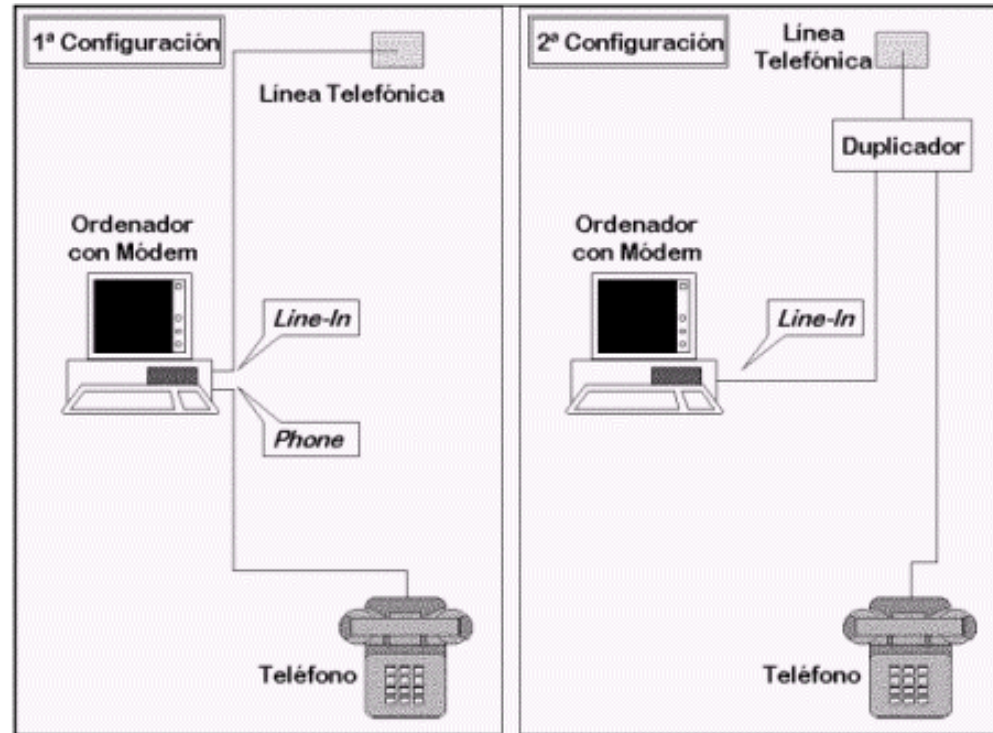 1ª Configuración
Línea Telefónica
Ordenador
con Módem
Line-In
Phone
Teléfono
2ª Configuración
Línea
Telefónica
Duplicador
Ordenador
con Módem
Line-In
Teléfono